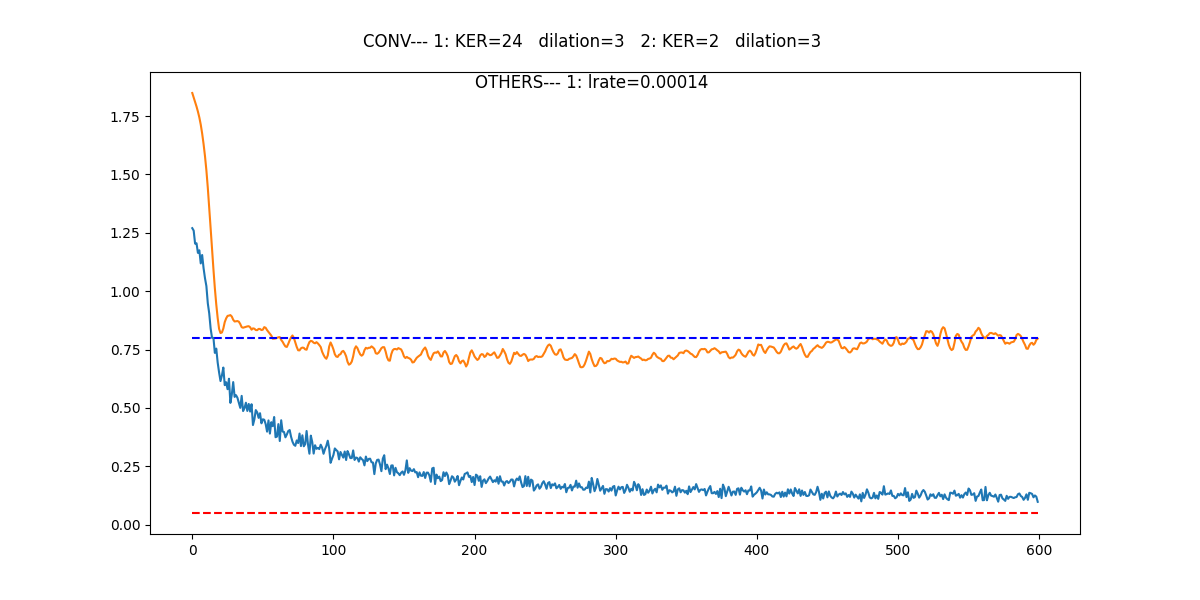 CONV--- 1: KER=24   dilation=3   2: KER=2   dilation=3
OTHERS--- 1: lrate=0.00014
1.75
1.50
1.25
1.00
0.75
0.50
0.25
0.00
0 100 200 300 400 500 600